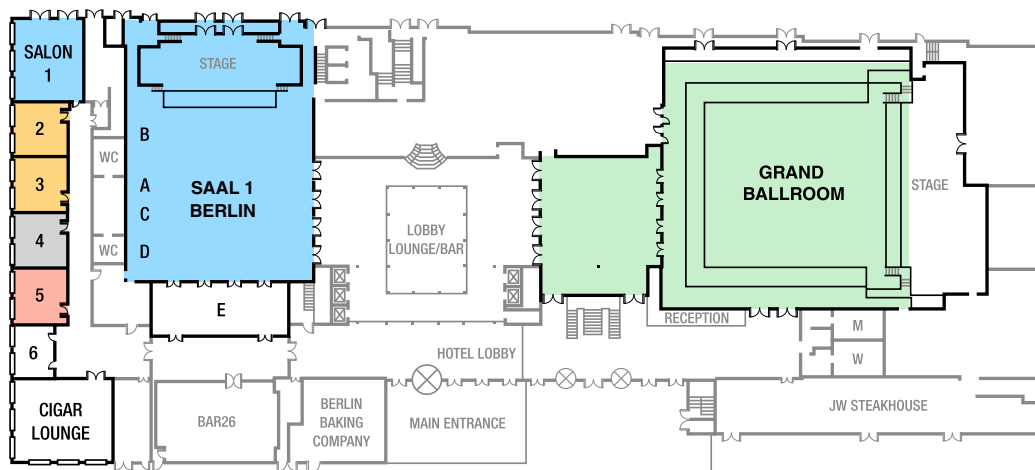 SALON
1
STAGE
2
B
WC
3
A
SAAL 1
BERLIN
C
GRAND
BALLROOM
STAGE
4
WC
D
LOBBY
LOUNGE/BAR
5
E
RECEPTION
M
6
HOTEL LOBBY
W
CIGAR
LOUNGE
BAR26
BERLIN
BAKING
COMPANY
MAIN ENTRANCE
JW STEAKHOUSE